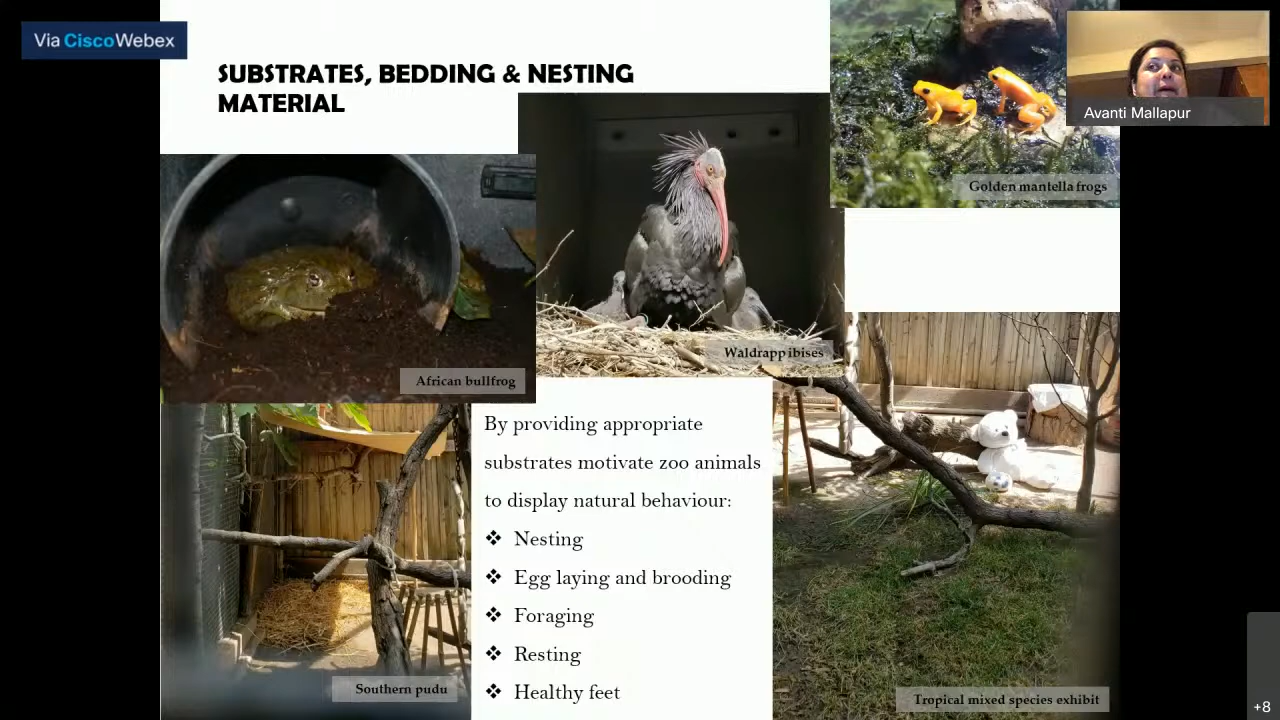 Via Cisco Webex
SUBSTRATES, BEDDING & NESTING
MATERIAL
Avanti Mallapur
Golden mantella frogs
Waldrapp ibises
African bullfrog
By providing appropriate
substrates motivate zoo animals
to display natural behaviour:
❖ Nesting
❖ Egg laying and brooding
❖ Foraging
❖ Resting
❖ Healthy feet
Southern pudu
Tropical mixed species exhibit
+8